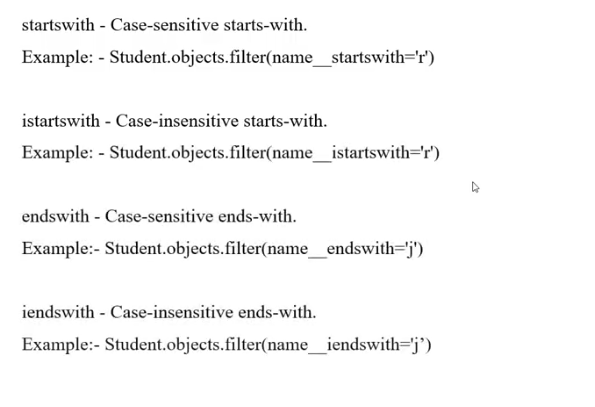 startswith - Case-sensitive starts-with.
Example: - Student.objects.filter(name__startswith='r')
istartswith - Case-insensitive starts-with.
Example: - Student.objects.filter(name__istartswith='r')
endswith - Case-sensitive ends-with.
Example:- Student.objects.filter(name__endswith='j')
iendswith - Case-insensitive ends-with.
Example:- Student.objects.filter(name__iendswith='j’)